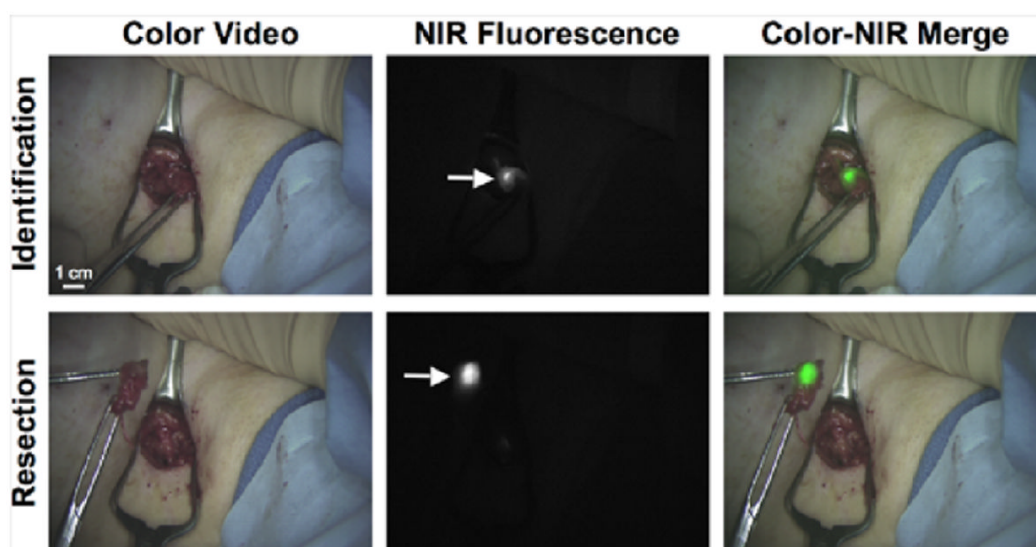 Color Video
NIR Fluorescence
Color-NIR Merge
Identification
1 cm
Resection